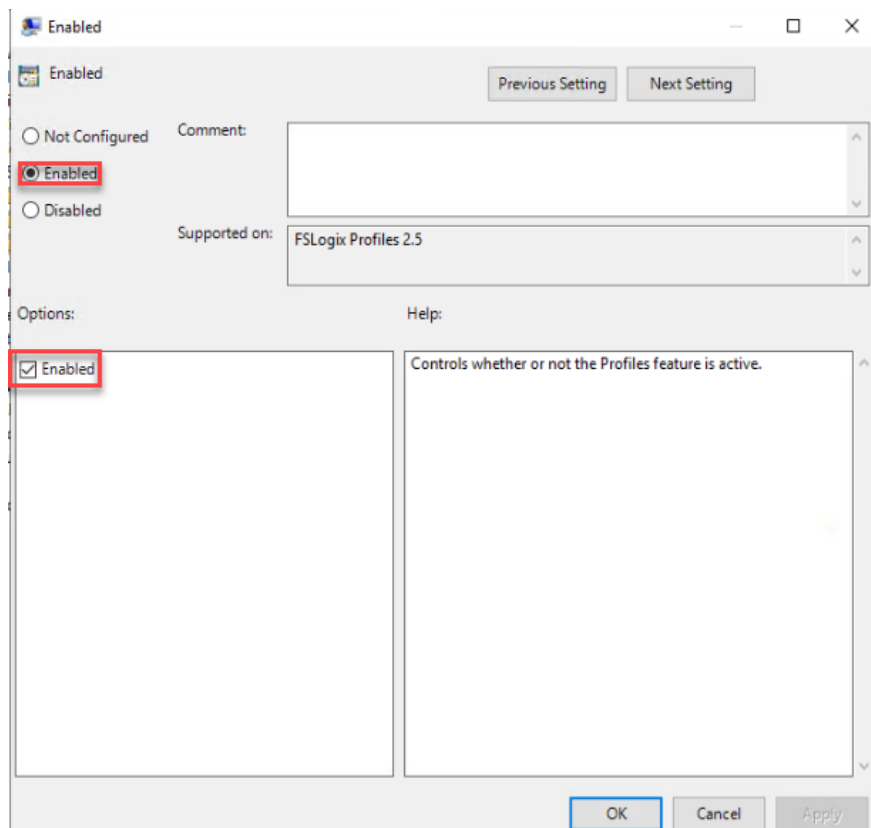 Enabled
Enabled
Previous Setting
Next Setting
Not Configured
Comment:
Enabled
Disabled
Supported on:
FSLogix Profiles 2.5
Options:
Help:
Enabled
Controls whether or not the Profiles feature is active.
OK
Cancel
Apply